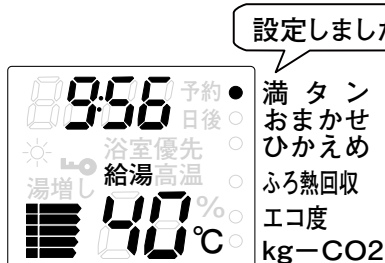 設定しました
9:56
予約
日後
浴室優先
給湯高温
湯増し
40
%
℃
満タン
おまかせ
ひかえめ
ふろ熱回収
エコ度
kg－CO2